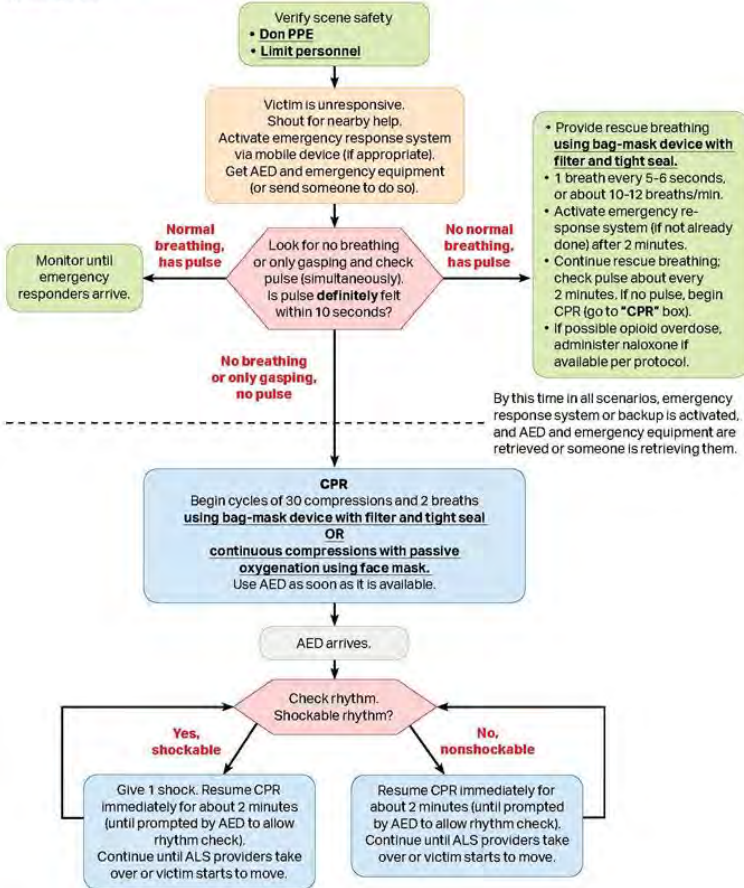 Verify scene safety
• Don PPE
• Limit personnel
Victim is unresponsive.
Shout for nearby help.
Activate emergency response system
via mobile device (if appropriate).
Get AED and emergency equipment
(or send someone to do so).
Normal
breathing,
has pulse
Monitor until
emergency
responders arrive.
Look for no breathing
or only gasping and check
pulse (simultaneously).
Is pulse definitely felt
within 10 seconds?
No normal
breathing,
has pulse
• Provide rescue breathing
using bag-mask device with
filter and tight seal.
• 1 breath every 5-6 seconds,
or about 10-12 breaths/min.
• Activate emergency re-
sponse system (if not already
done) after 2 minutes.
• Continue rescue breathing;
check pulse about every
2 minutes. If no pulse, begin
CPR (go to "CPR" box).
• If possible opioid overdose,
administer naloxone if
available per protocol.
No breathing
or only gasping,
no pulse
By this time in all scenarios, emergency
response system or backup is activated,
and AED and emergency equipment are
retrieved or someone is retrieving them.
CPR
Begin cycles of 30 compressions and 2 breaths
using bag-mask device with filter and tight seal
OR
continuous compressions with passive
oxygenation using face mask.
Use AED as soon as it is available.
AED arrives.
Check rhythm.
Shockable rhythm?
Yes,
shockable
No,
nonshockable
Give 1 shock. Resume CPR
immediately for about 2 minutes
(until prompted by AED to allow
rhythm check).
Continue until ALS providers take
over or victim starts to move.
Resume CPR immediately for
about 2 minutes (until prompted
by AED to allow rhythm check).
Continue until ALS providers take
over or victim starts to move.